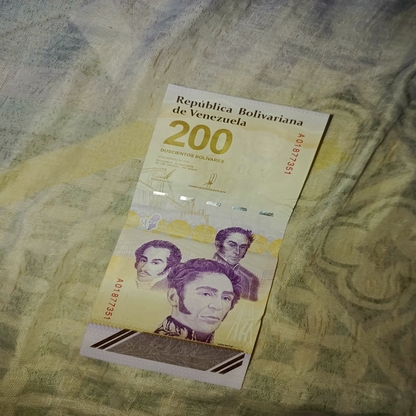 República Bolivariana
de Venezuela
200
DOSCIENTOS BOLÍVARES
A01877351
A01877351